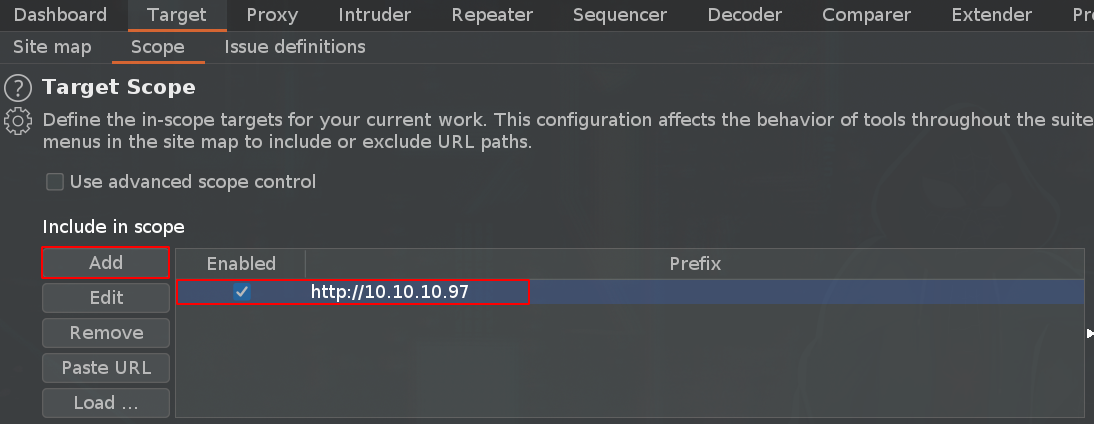 Dashboard Target Proxy Intruder Repeater Sequencer Decoder Comparer Extender Pr
Site map Scope Issue definitions
? Target Scope
Define the in-scope targets for your current work. This configuration affects the behavior of tools throughout the suite
menus in the site map to include or exclude URL paths.
Use advanced scope control
Include in scope
Add Enabled Prefix
Edit http://10.10.10.97
Remove
Paste URL
Load ...